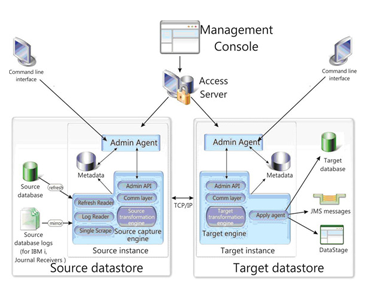 Management
Console
Command line
interface
Command line
interface
Access
Server
Admin Agent
Admin Agent
Metadata
Metadata
Target
database
Source
database
refresh
Admin API
Comm layer
Source
transformation
engine
Refresh Reader
Log Reader
Single Scrape
Source capture
engine
mirror
Source
database logs
(for IBM i,
Journal Receivers )
Source instance
Source datastore
TCP/IP
Admin API
Comm layer
Target
transformation
engine
Target engine
Apply agent
JMS messages
DataStage
Target instance
Target datastore